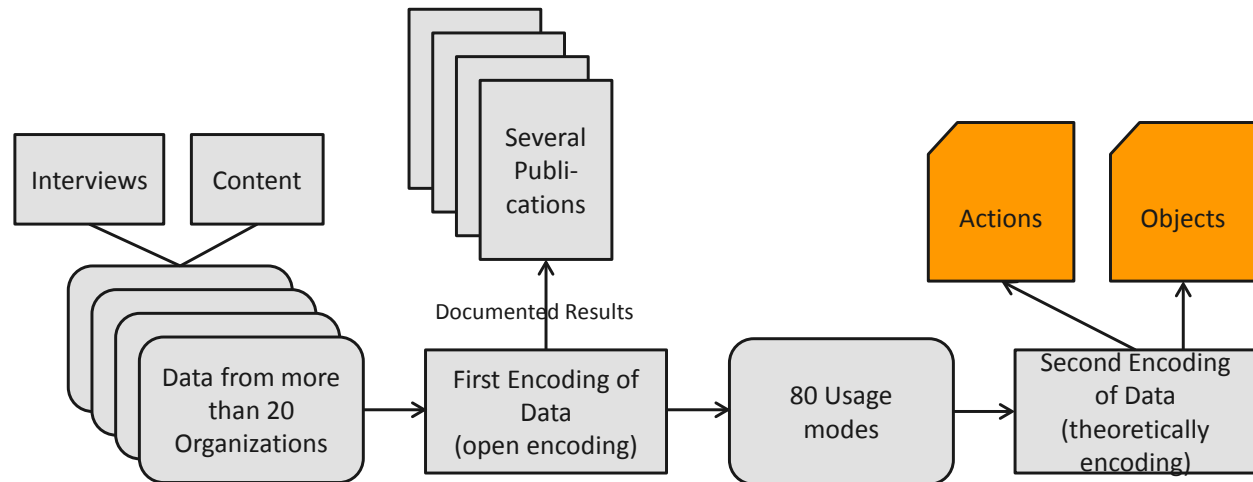 Interviews
Content
Several
Publi-
cations
Actions
Objects
Documented Results
Data from more
than 20
Organizations
First Encoding of
Data
(open encoding)
80 Usage
modes
Second Encoding
of Data
(theoretically
encoding)